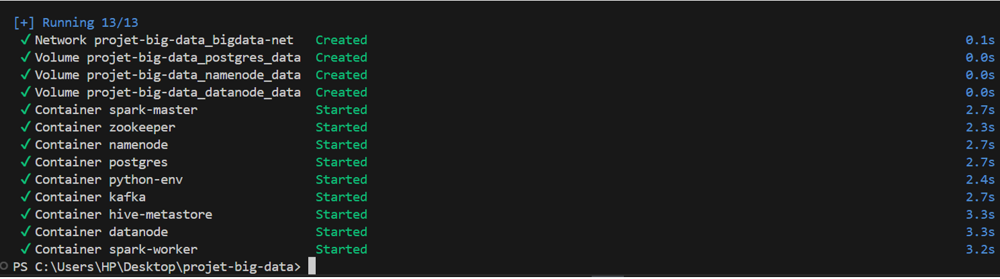 [+] Running 13/13
✓ Network projet-big-data_bigdata-net Created 0.1s
✓ Volume projet-big-data_postgres_data Created 0.0s
✓ Volume projet-big-data_namenode_data Created 0.0s
✓ Volume projet-big-data_datanode_data Created 0.0s
✓ Container spark-master Started 2.7s
✓ Container zookeeper Started 2.3s
✓ Container namenode Started 2.7s
✓ Container postgres Started 2.7s
✓ Container python-env Started 2.4s
✓ Container kafka Started 2.7s
✓ Container hive-metastore Started 3.3s
✓ Container datanode Started 3.3s
✓ Container spark-worker Started 3.2s
PS C:\Users\HP\Desktop\projet-big-data>